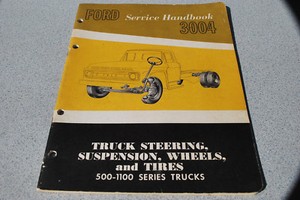 FORD Service Handbook
3004
TRUCK STEERING,
SUSPENSION, WHEELS,
and TIRES
500-1100 SERIES TRUCKS